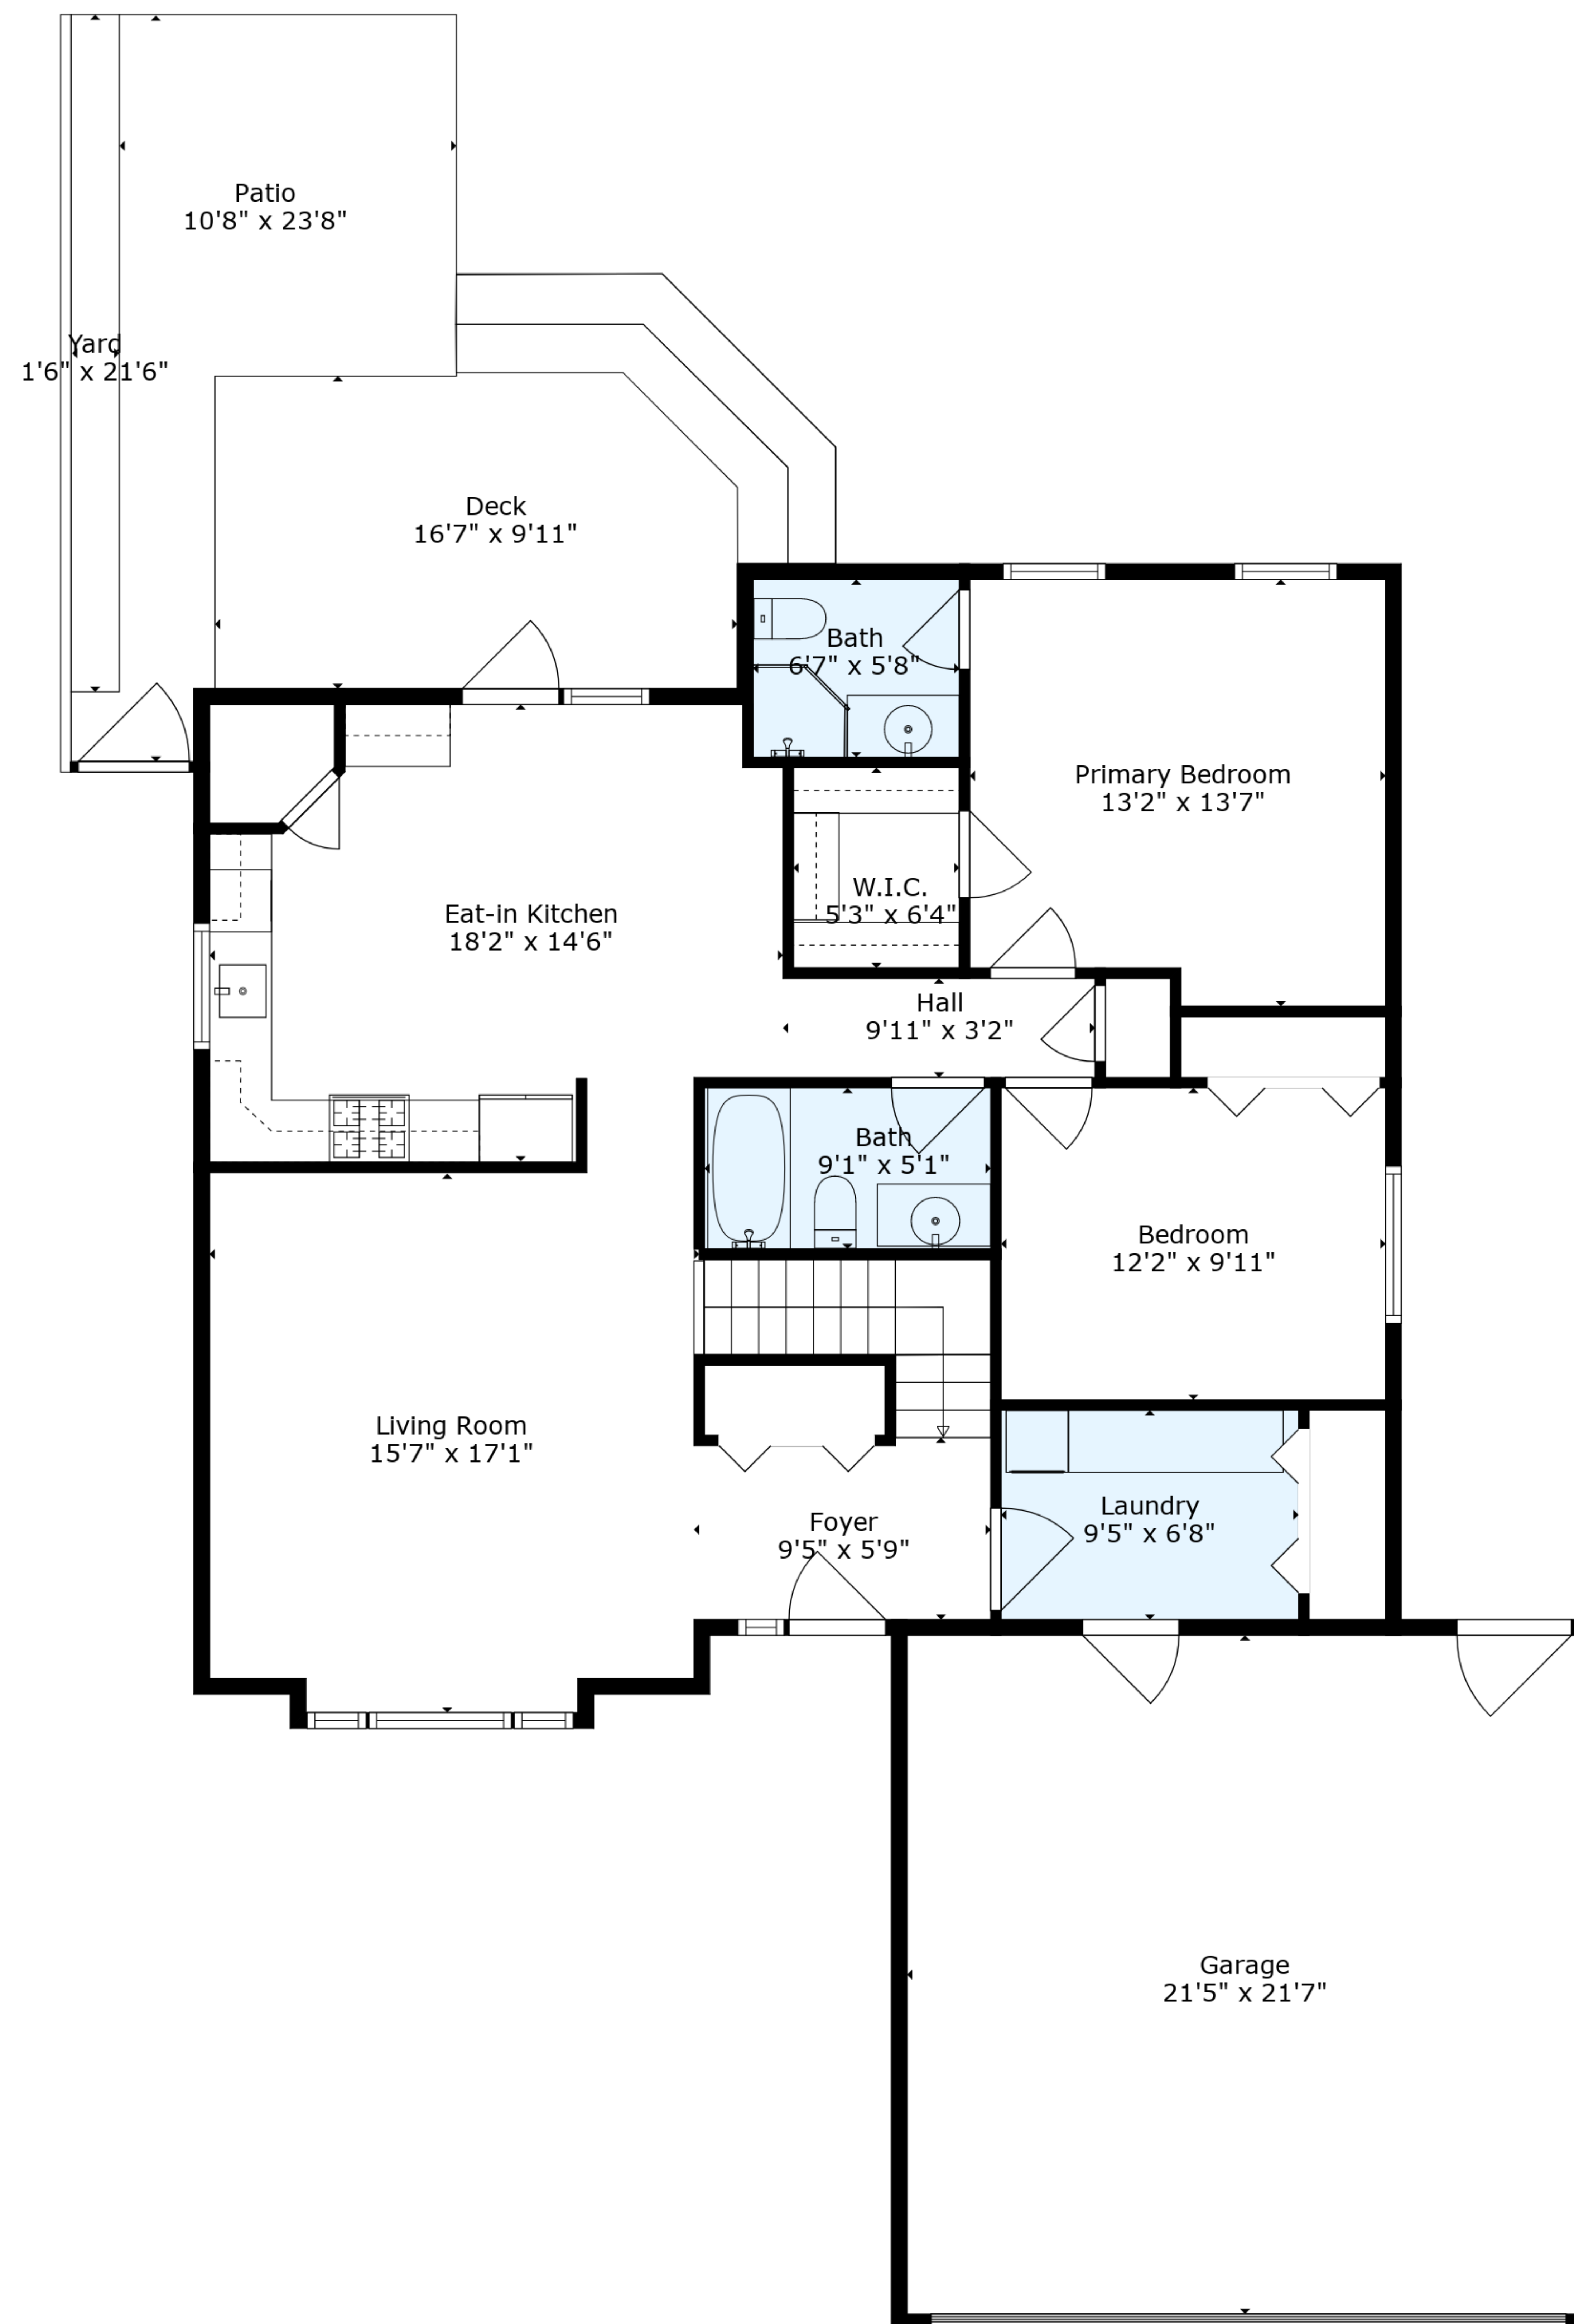 Patio
10'8" x 23'8"
Yard
1'6" x 21'6"
Deck
16'7" x 9'11"
Bath
6'7" x 5'8"
Primary Bedroom
13'2" x 13'7"
W.I.C.
5'3" x 6'4"
Eat-in Kitchen
18'2" x 14'6"
Hall
9'11" x 3'2"
Bath
9'1" x 5'1"
Bedroom
12'2" x 9'11"
Living Room
15'7" x 17'1"
Foyer
9'5" x 5'9"
Laundry
9'5" x 6'8"
Garage
21'5" x 21'7"